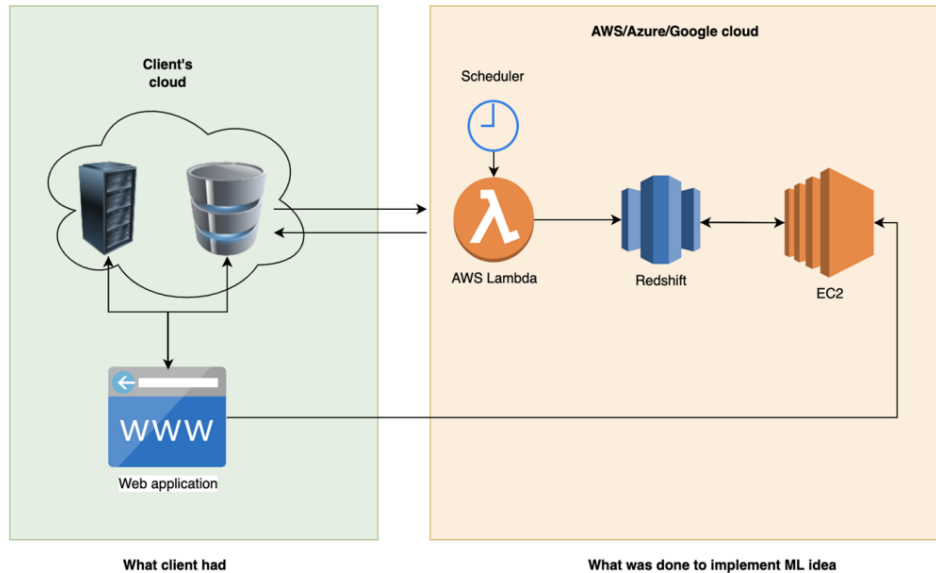 Client's
cloud
WWW
Web application
What client had
AWS/Azure/Google cloud
Scheduler
λ
AWS Lambda
Redshift
EC2
What was done to implement ML idea